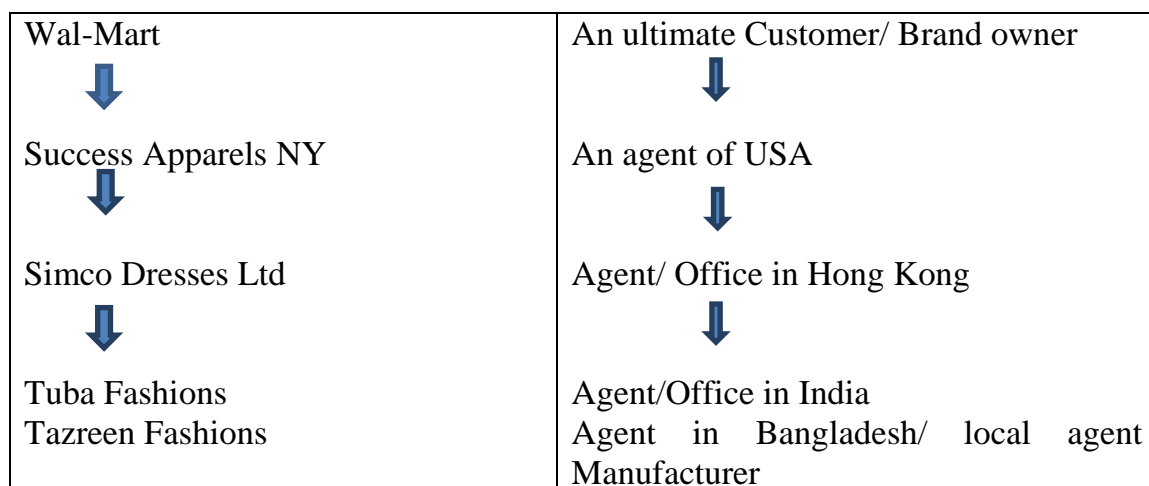 Wal-Mart
Success Apparels NY
Simco Dresses Ltd
Tuba Fashions
Tazreen Fashions
An ultimate Customer/ Brand owner
An agent of USA
Agent/ Office in Hong Kong
Agent/Office in India
Agent in Bangladesh/ local agent
Manufacturer